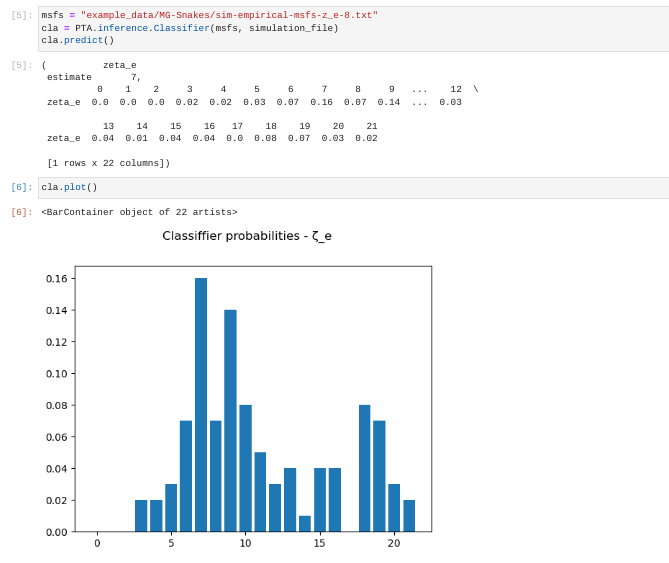 [5]: msfs = "example_data/MG-Snakes/sim-empirical-msfs-z_e-8.txt"
cla = PTA.inference.Classifier(msfs, simulation_file)
cla.predict()
[5]: (          zeta_e
estimate       7,
0    1    2     3     4     5     6     7     8     9   ...    12  \
zeta_e  0.0  0.0  0.0  0.02  0.02  0.03  0.07  0.16  0.07  0.14  ...  0.03
13    14    15    16   17    18    19    20    21
zeta_e  0.04  0.01  0.04  0.04  0.0  0.08  0.07  0.03  0.02
[1 rows x 22 columns])
[6]: cla.plot()
[6]: <BarContainer object of 22 artists>
Classiffier probabilities - ζ_e
0.16
0.14
0.12
0.10
0.08
0.06
0.04
0.02
0.00
0 5 10 15 20